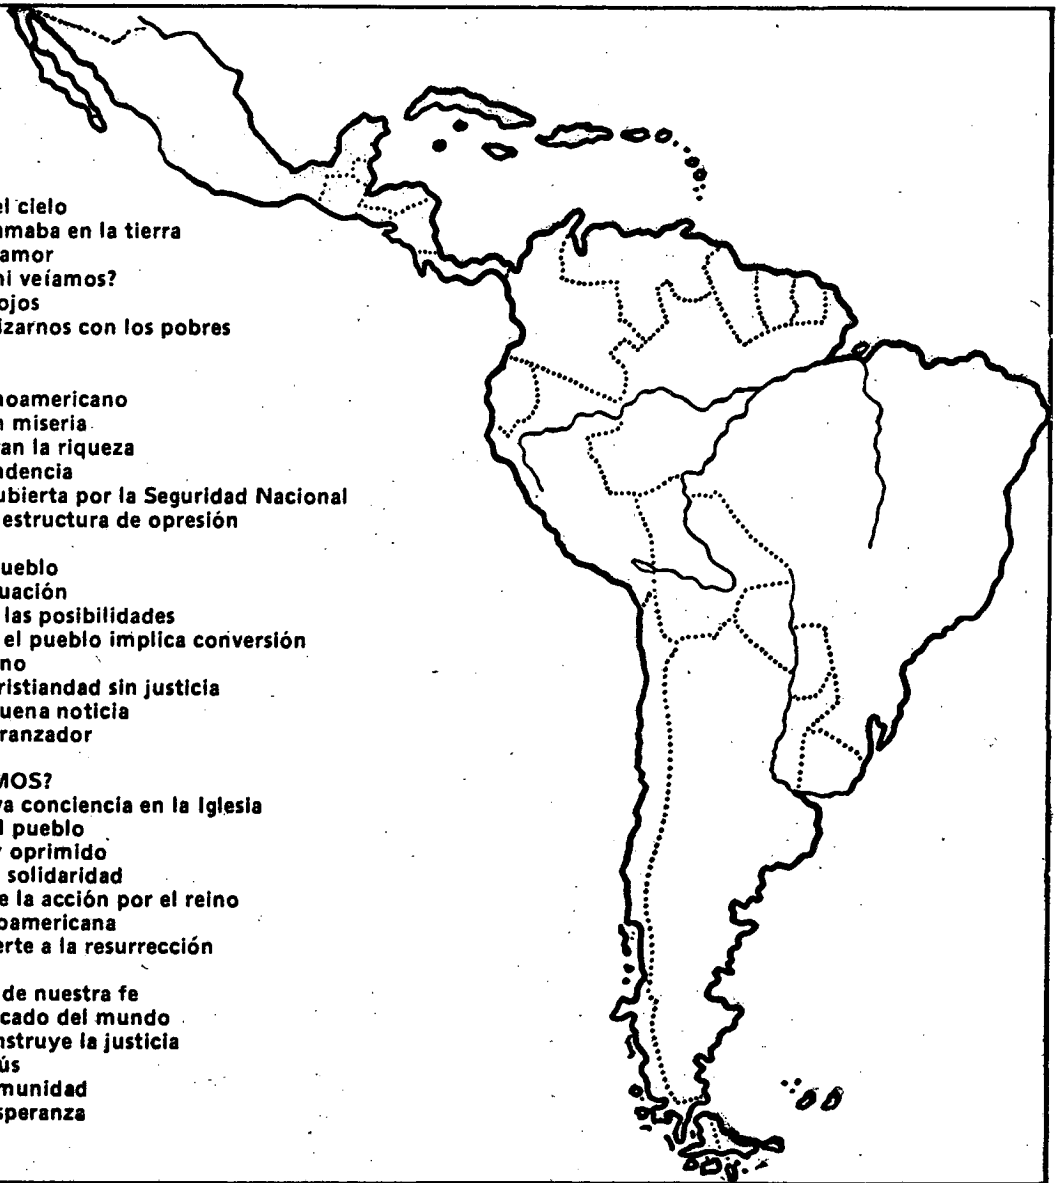 el cielo
amaba en la tierra
amor
ni veíamos?
ojos
izarnos con los pobres
noamericano
n miseria
ran la riqueza
ndencia
ubierta por la Seguridad Nacional
estructura de opresión
ueblo
uación
las posibilidades
el pueblo implica conversión
no
ristiandad sin justicia
uena noticia
ranzador
MOS?
va conciencia en la Iglesia
l pueblo
y oprimido
solidaridad
e la acción por el reino
oamericana
erte a la resurrección
de nuestra fe
cado del mundo
nstruye la justicia
ús
munidad
speranza